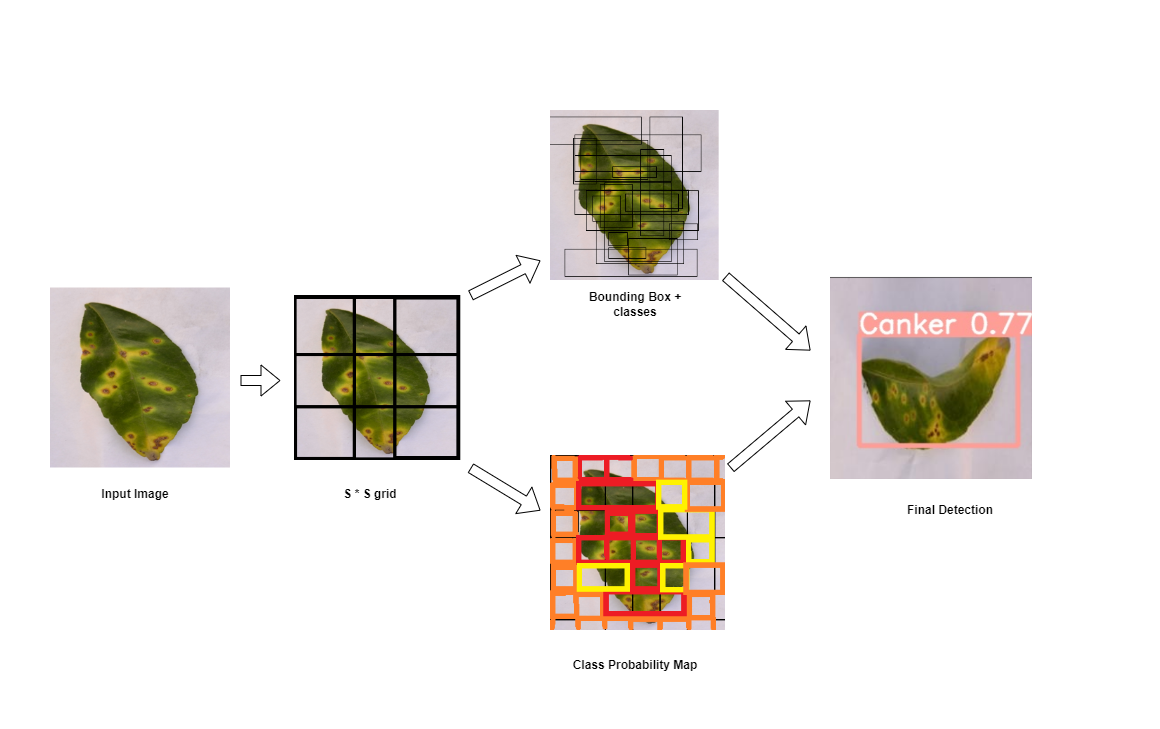 Input Image
S * S grid
Bounding Box +
classes
Class Probability Map
Canker 0.77
Final Detection